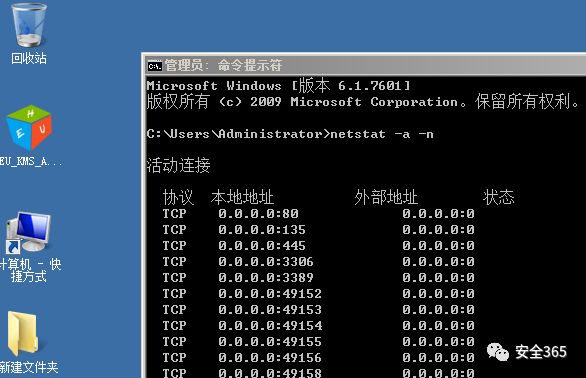 回收站
EU_KMS_A...
计算机 - 快
捷方式
新建文件夹
管理员: 命令提示符
Microsoft Windows [版本 6.1.7601]
版权所有 (c) 2009 Microsoft Corporation。保留所有权利。
C:\Users\Administrator>netstat -a -n
活动连接
协议 本地地址 外部地址 状态
TCP 0.0.0.0:80 0.0.0.0:0
TCP 0.0.0.0:135 0.0.0.0:0
TCP 0.0.0.0:445 0.0.0.0:0
TCP 0.0.0.0:3306 0.0.0.0:0
TCP 0.0.0.0:3389 0.0.0.0:0
TCP 0.0.0.0:49152 0.0.0.0:0
TCP 0.0.0.0:49153 0.0.0.0:0
TCP 0.0.0.0:49154 0.0.0.0:0
TCP 0.0.0.0:49155 0.0.0.0:0
TCP 0.0.0.0:49156 0.0.0.0:0
TCP 0.0.0.0:49158 0.0.0.0:0
安全365
H E U
C:\.